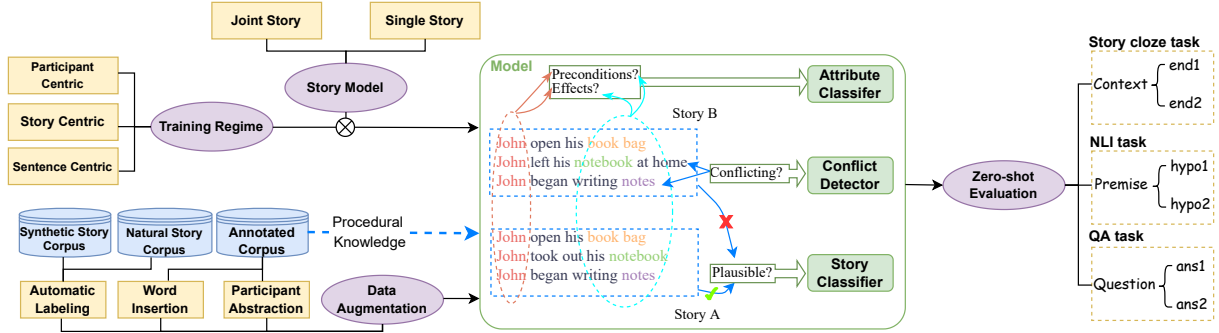 Joint Story
Single Story
Participant
Centric
Story Centric
Sentence Centric
Training Regime
Story Model
Synthetic Story
Corpus
Natural Story
Corpus
Annotated
Corpus
Procedural
Knowledge
Automatic
Labeling
Word
Insertion
Participant
Abstraction
Data
Augmentation
Model
Preconditions?
Effects?
Attribute
Classifer
Story B
John open his book bag
John left his notebook at home
John began writing notes
Conflicting?
Conflict
Detector
John open his book bag
John took out his notebook
John began writing notes
Plausible?
Story
Classifier
Story A
Zero-shot
Evaluation
Story cloze task
Context
end1
end2
NLI task
Premise
hypo1
hypo2
QA task
Question
ans1
ans2